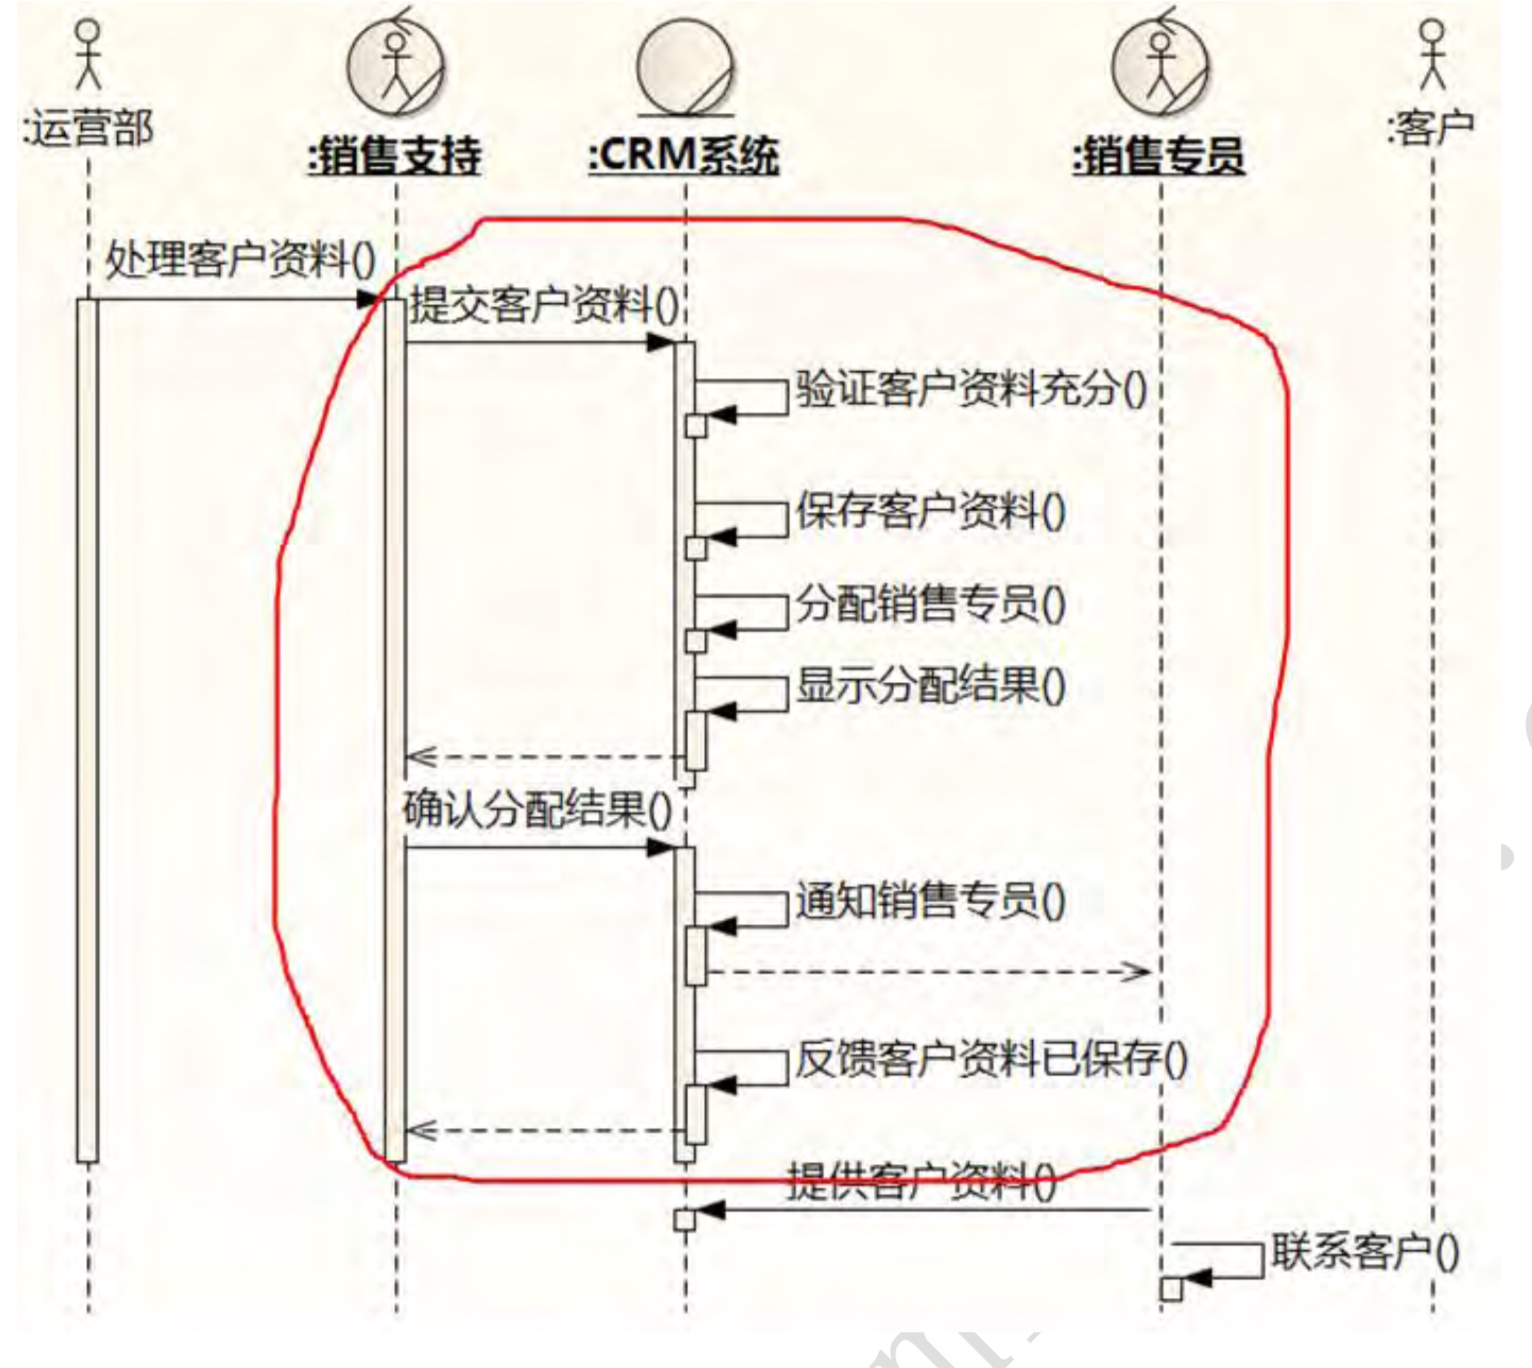 :运营部
:销售支持
:CRM系统
:销售专员
:客户
处理客户资料()
提交客户资料()
验证客户资料充分()
保存客户资料()
分配销售专员()
显示分配结果()
确认分配结果()
通知销售专员()
反馈客户资料已保存()
提供客户资料()
联系客户()